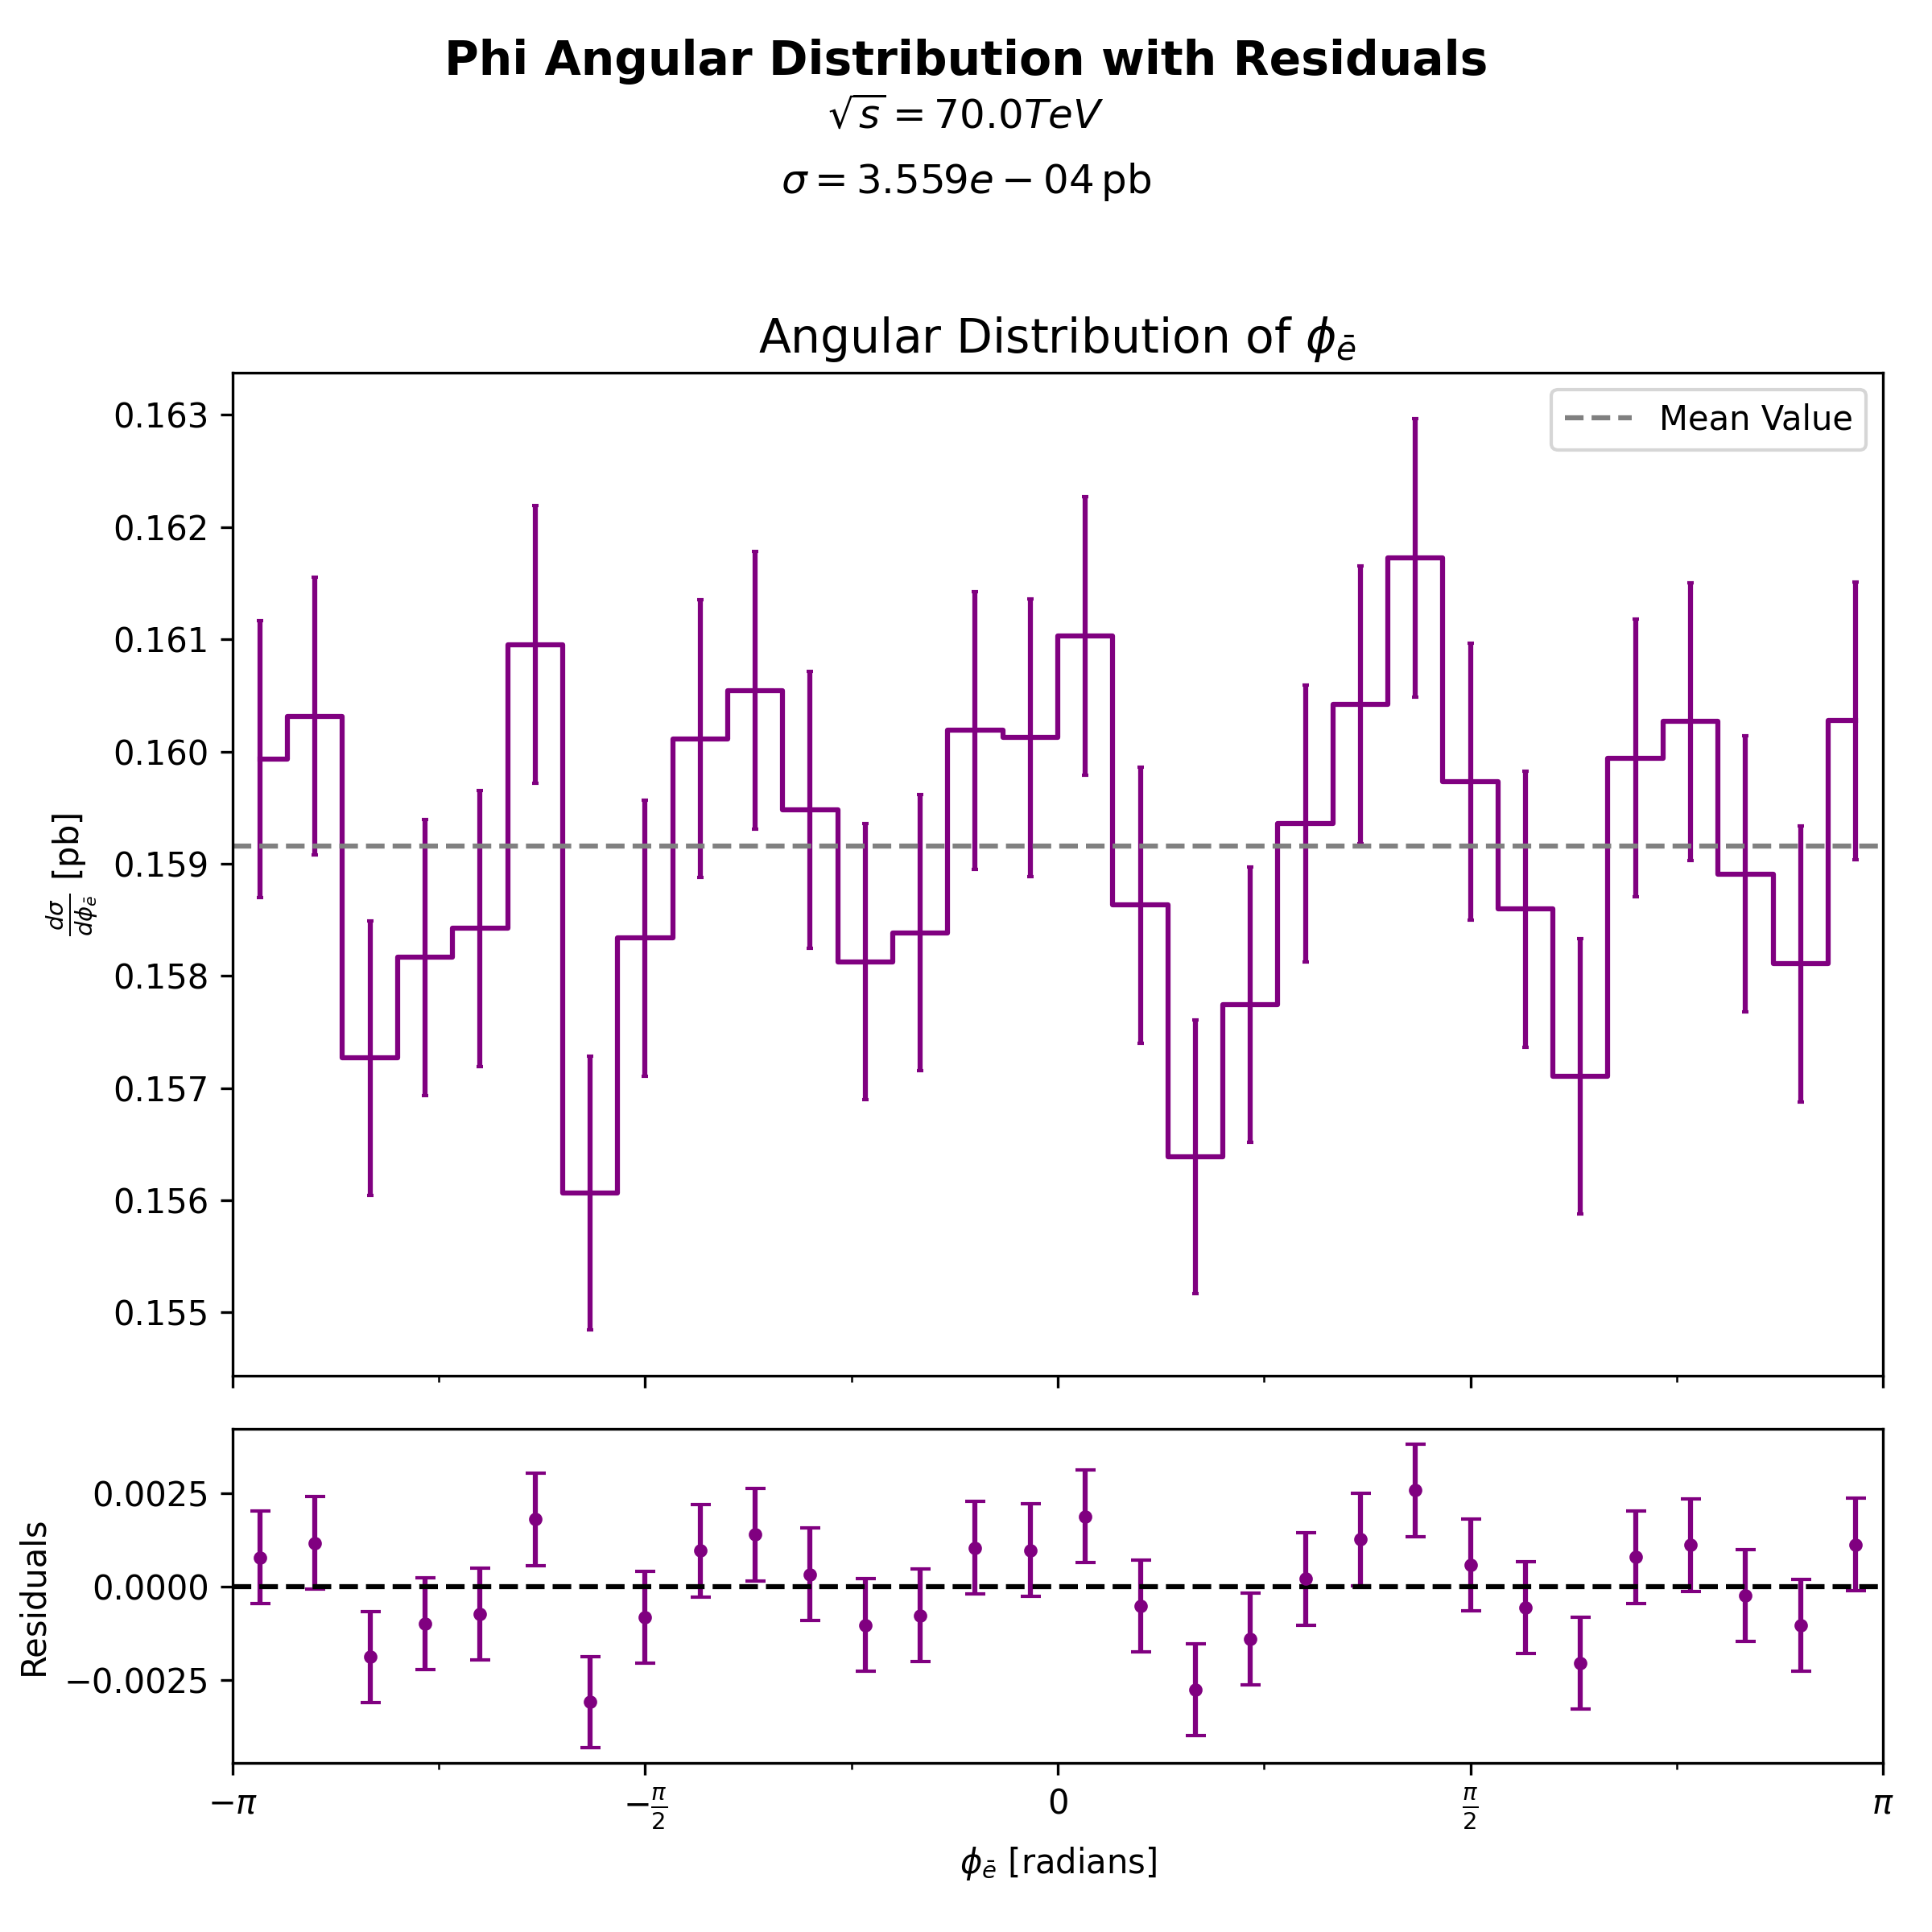 Phi Angular Distribution with Residuals
√s = 70.0TeV
σ = 3.559e − 04 pb
Angular Distribution of ϕ_ē
Mean Value
dσ/dϕ_ē [pb]
0.163
0.162
0.161
0.160
0.159
0.158
0.157
0.156
0.155
Residuals
0.0025
0.0000
−0.0025
−π
−π/2
0
π/2
π
ϕ_ē [radians]